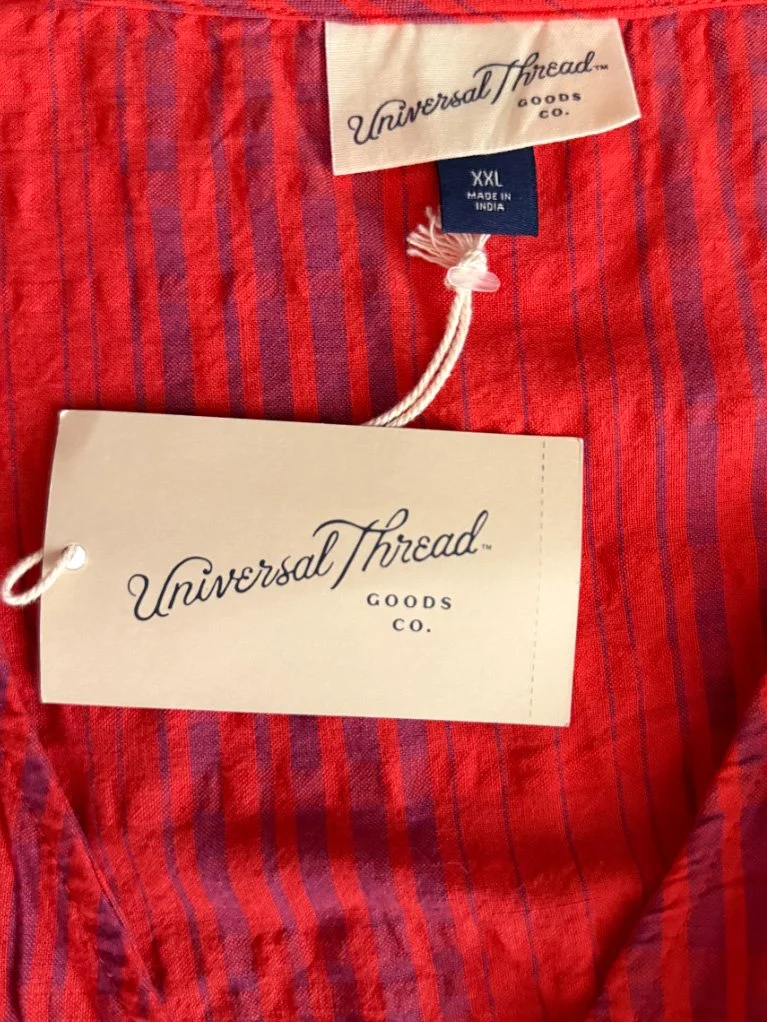 Universal Thread™
GOODS
CO.
XXL
MADE IN
INDIA
Universal Thread™
GOODS
CO.